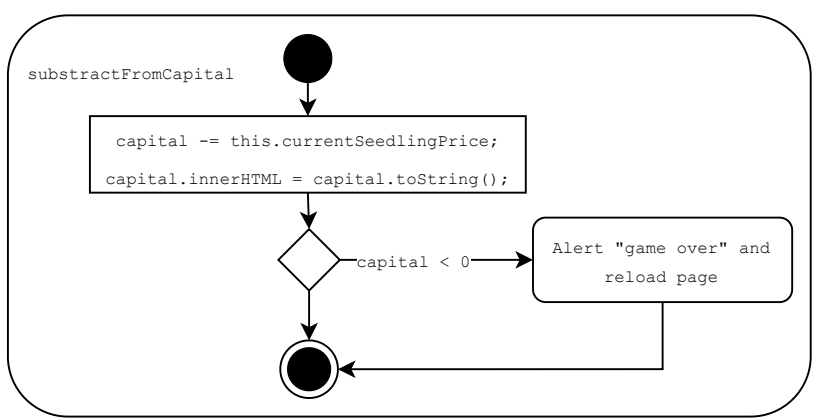 substractFromCapital
capital -= this.currentSeedlingPrice;
capital.innerHTML = capital.toString();
capital < 0
Alert "game over" and
reload page